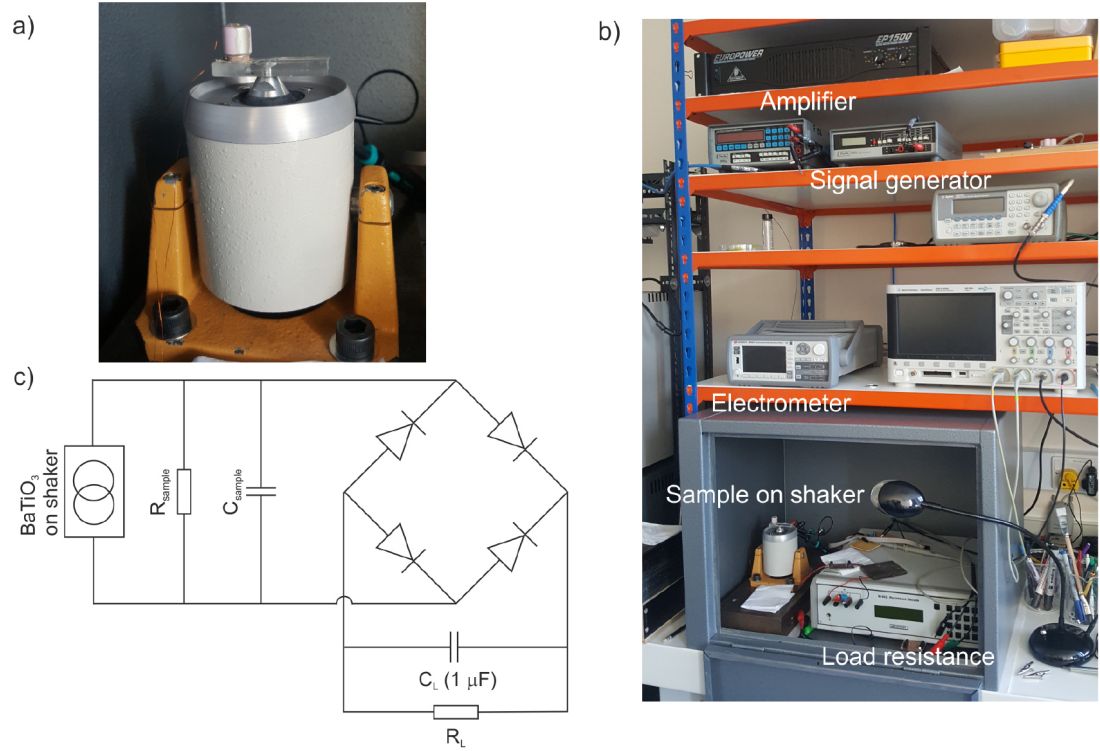 a)
b)
EUROPOWER
EP1500
Amplifier
Signal generator
Electrometer
Sample on shaker
Load resistance
c)
BaTiO3
on shaker
Rsample
Csample
CL (1 μF)
RL